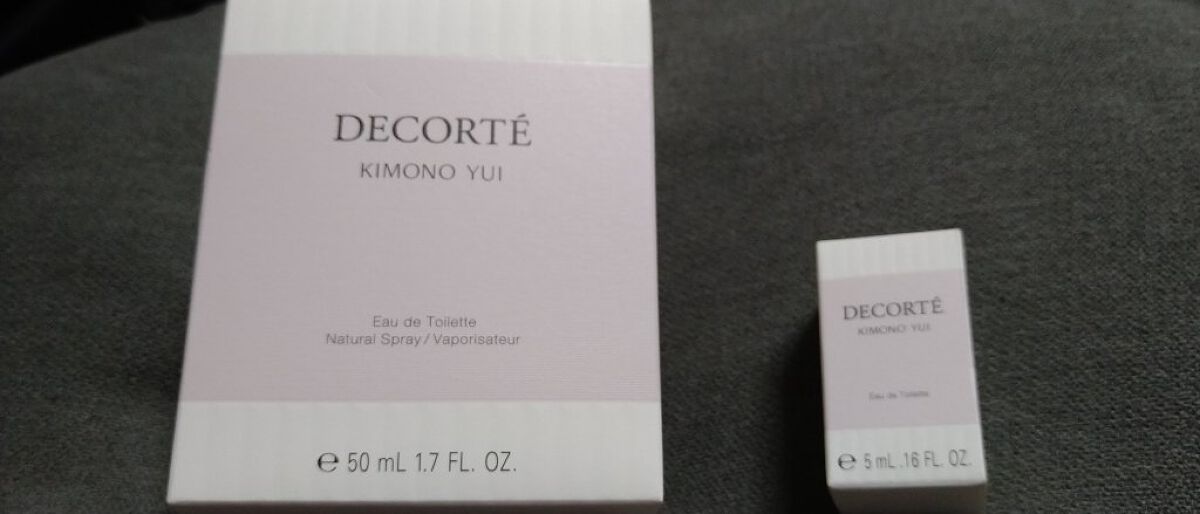 DECORTÉ
KIMONO YUI
Eau de Toilette
Natural Spray / Vaporisateur
℮ 50 mL 1.7 FL. OZ.
DECORTÉ
KIMONO YUI
Eau de Toilette
℮ 5 mL .16 FL. OZ.